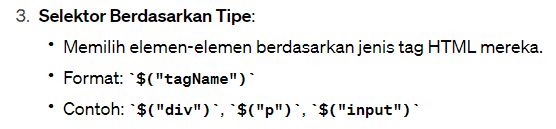 3. Selektor Berdasarkan Tipe:
• Memilih elemen-elemen berdasarkan jenis tag HTML mereka.
• Format: `$("tagName")`
• Contoh: `$("div")`, `$("p")`, `$("input")`